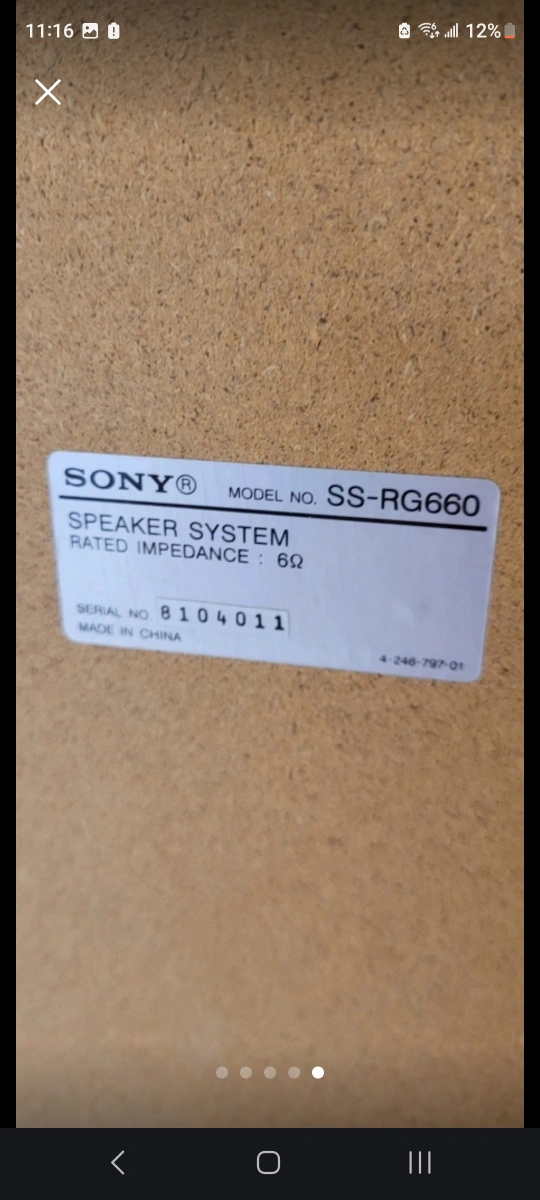 11:16 12%
SONY® MODEL NO. SS-RG660
SPEAKER SYSTEM
RATED IMPEDANCE : 6Ω
SERIAL NO. 8104011
MADE IN CHINA
4-246-797-01